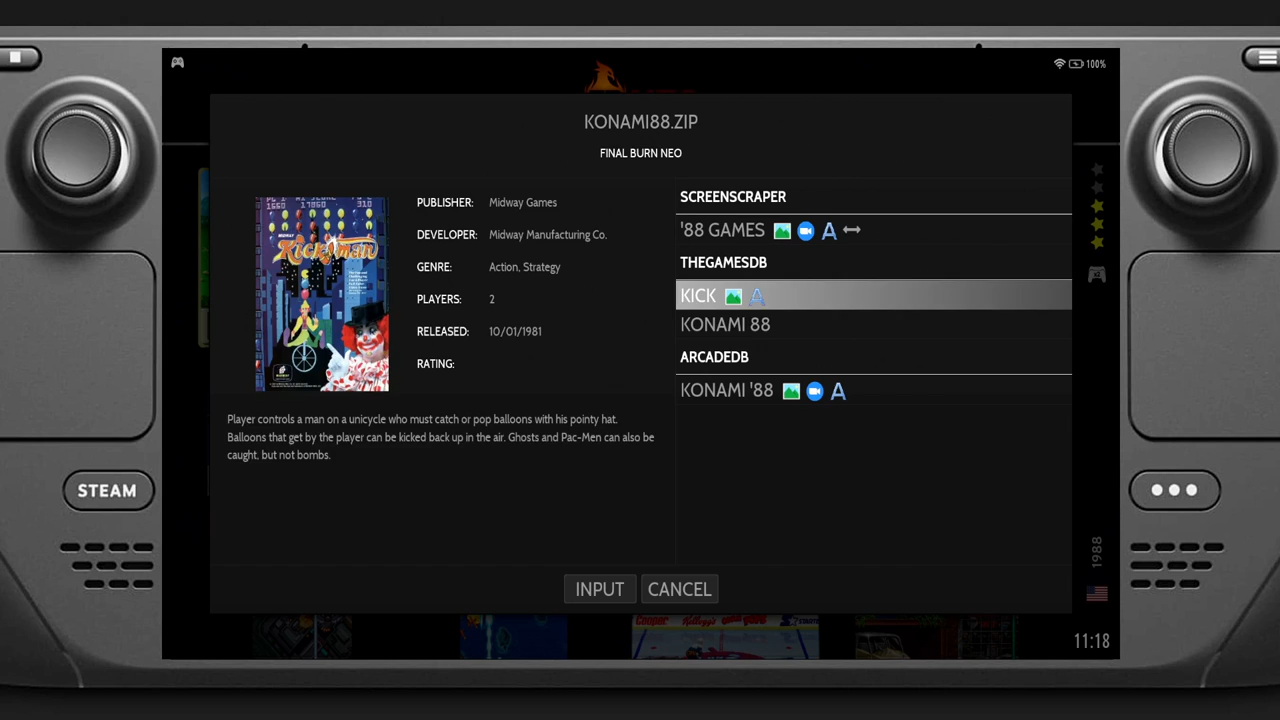 100%
KONAMI88.ZIP
FINAL BURN NEO
PUBLISHER: Midway Games
DEVELOPER: Midway Manufacturing Co.
GENRE: Action, Strategy
PLAYERS: 2
RELEASED: 10/01/1981
RATING:
Player controls a man on a unicycle who must catch or pop balloons with his pointy hat.
Balloons that get by the player can be kicked back up in the air. Ghosts and Pac-Men can also be
caught, but not bombs.
SCREENSCRAPER
'88 GAMES A
THEGAMESDB
KICK A
KONAMI 88
ARCADEDB
KONAMI '88 A
MIDWAY
Kickman
INPUT
CANCEL
STEAM
1988
11:18